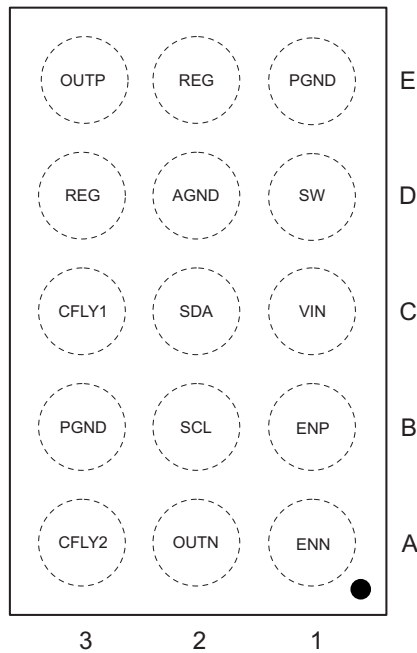 OUTP REG PGND E
REG AGND SW D
CFLY1 SDA VIN C
PGND SCL ENP B
CFLY2 OUTN ENN A
3 2 1